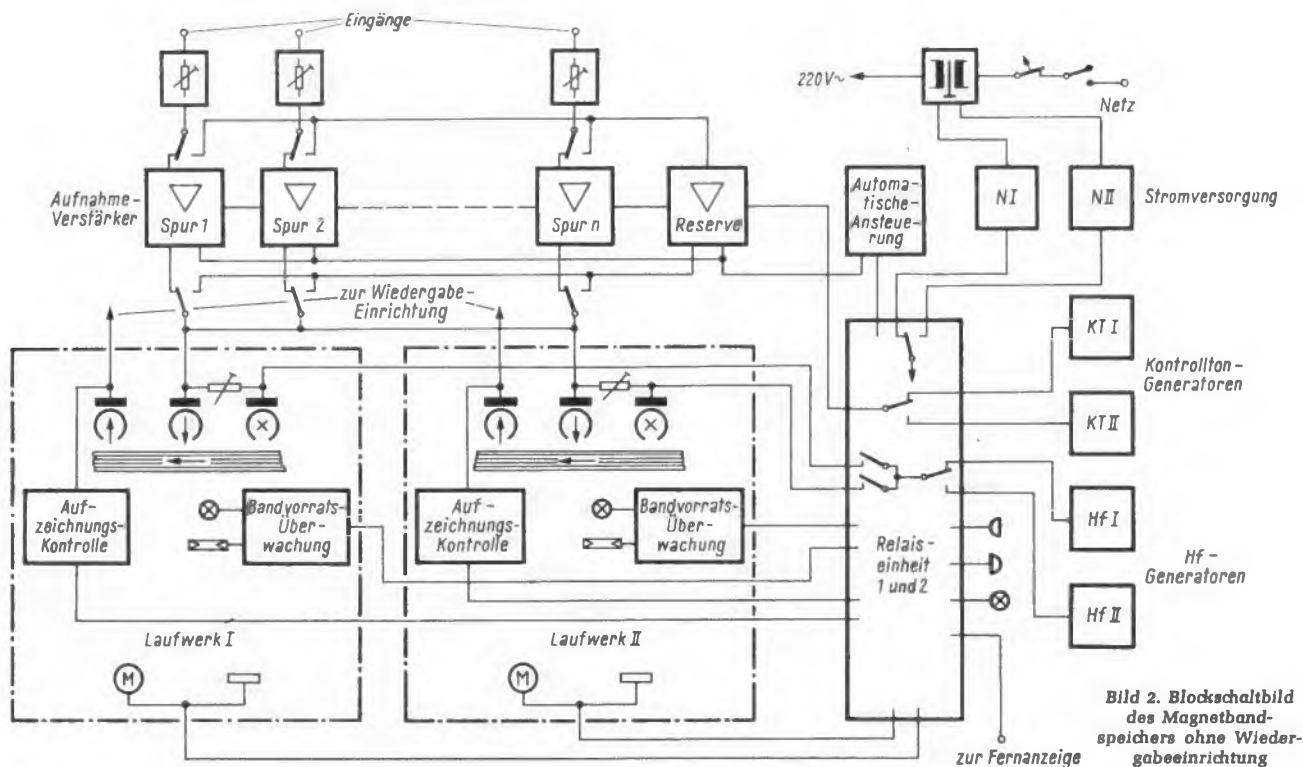 Eingänge
220V~
Netz
Aufnahme-
Verstärker
Spur 1
Spur 2
Spur n
Reserve
Automa-
tische-
Ansteue-
rung
N I
N II
Stromversorgung
zur Wiedergabe-
Einrichtung
KT I
Kontrollton-
Generatoren
KT II
Auf-
zeichnungs-
Kontrolle
Bandvorrats-
Über-
wachung
Auf-
zeichnungs-
Kontrolle
Bandvorrats-
Über-
wachung
Relais-
einheit
1 und 2
Hf I
Hf-
Generatoren
Hf II
Laufwerk I
M
Laufwerk II
M
zur Fernanzeige
Bild 2. Blockschaltbild
des Magnetband-
speichers ohne Wieder-
gabeeinrichtung